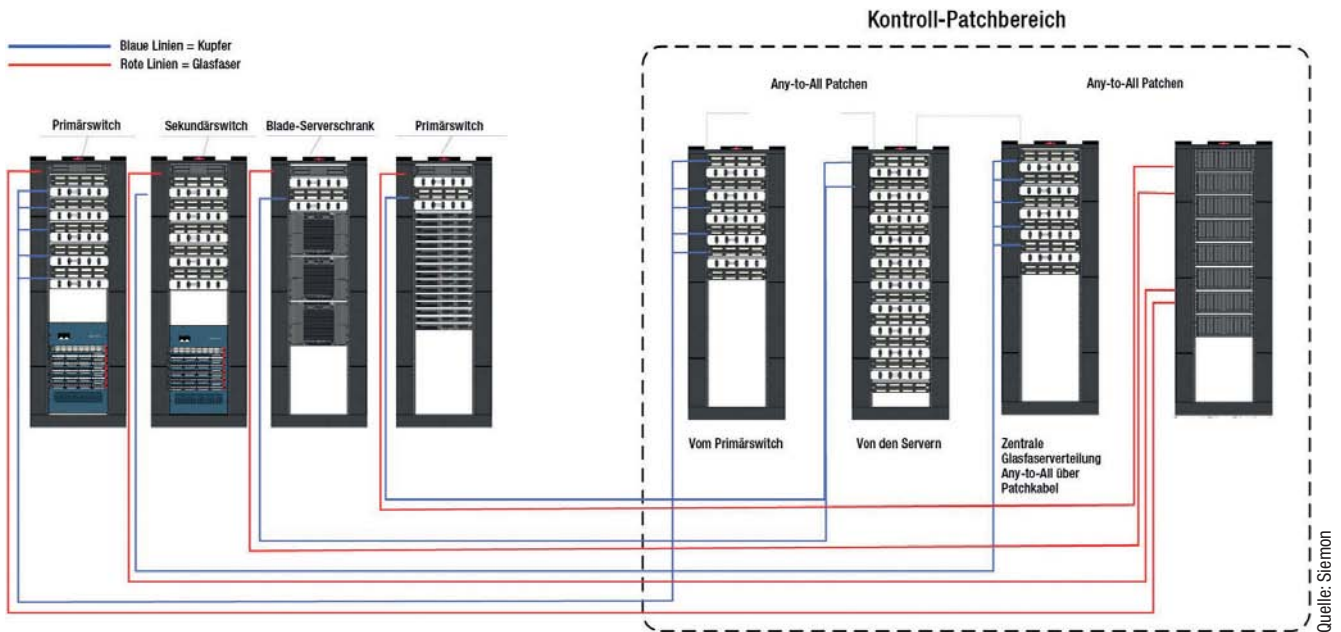 Kontroll-Patchbereich
Blaue Linien = Kupfer
Rote Linien = Glasfaser
Any-to-All Patchen
Any-to-All Patchen
Primärswitch
Sekundärswitch
Blade-Serverschrank
Primärswitch
Vom Primärswitch
Von den Servern
Zentrale
Glasfaserverteilung
Any-to-All über
Patchkabel
Quelle: Siemon